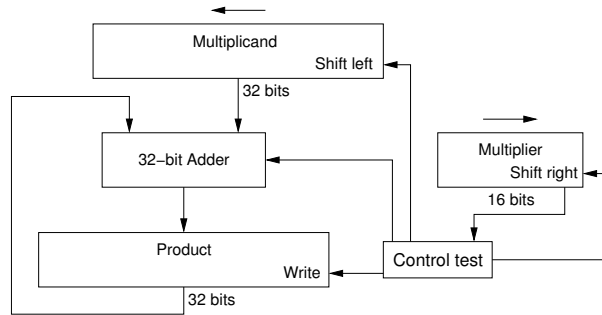 Multiplicand
Shift left
32 bits
32−bit Adder
Multiplier
Shift right
16 bits
Product
Write
Control test
32 bits